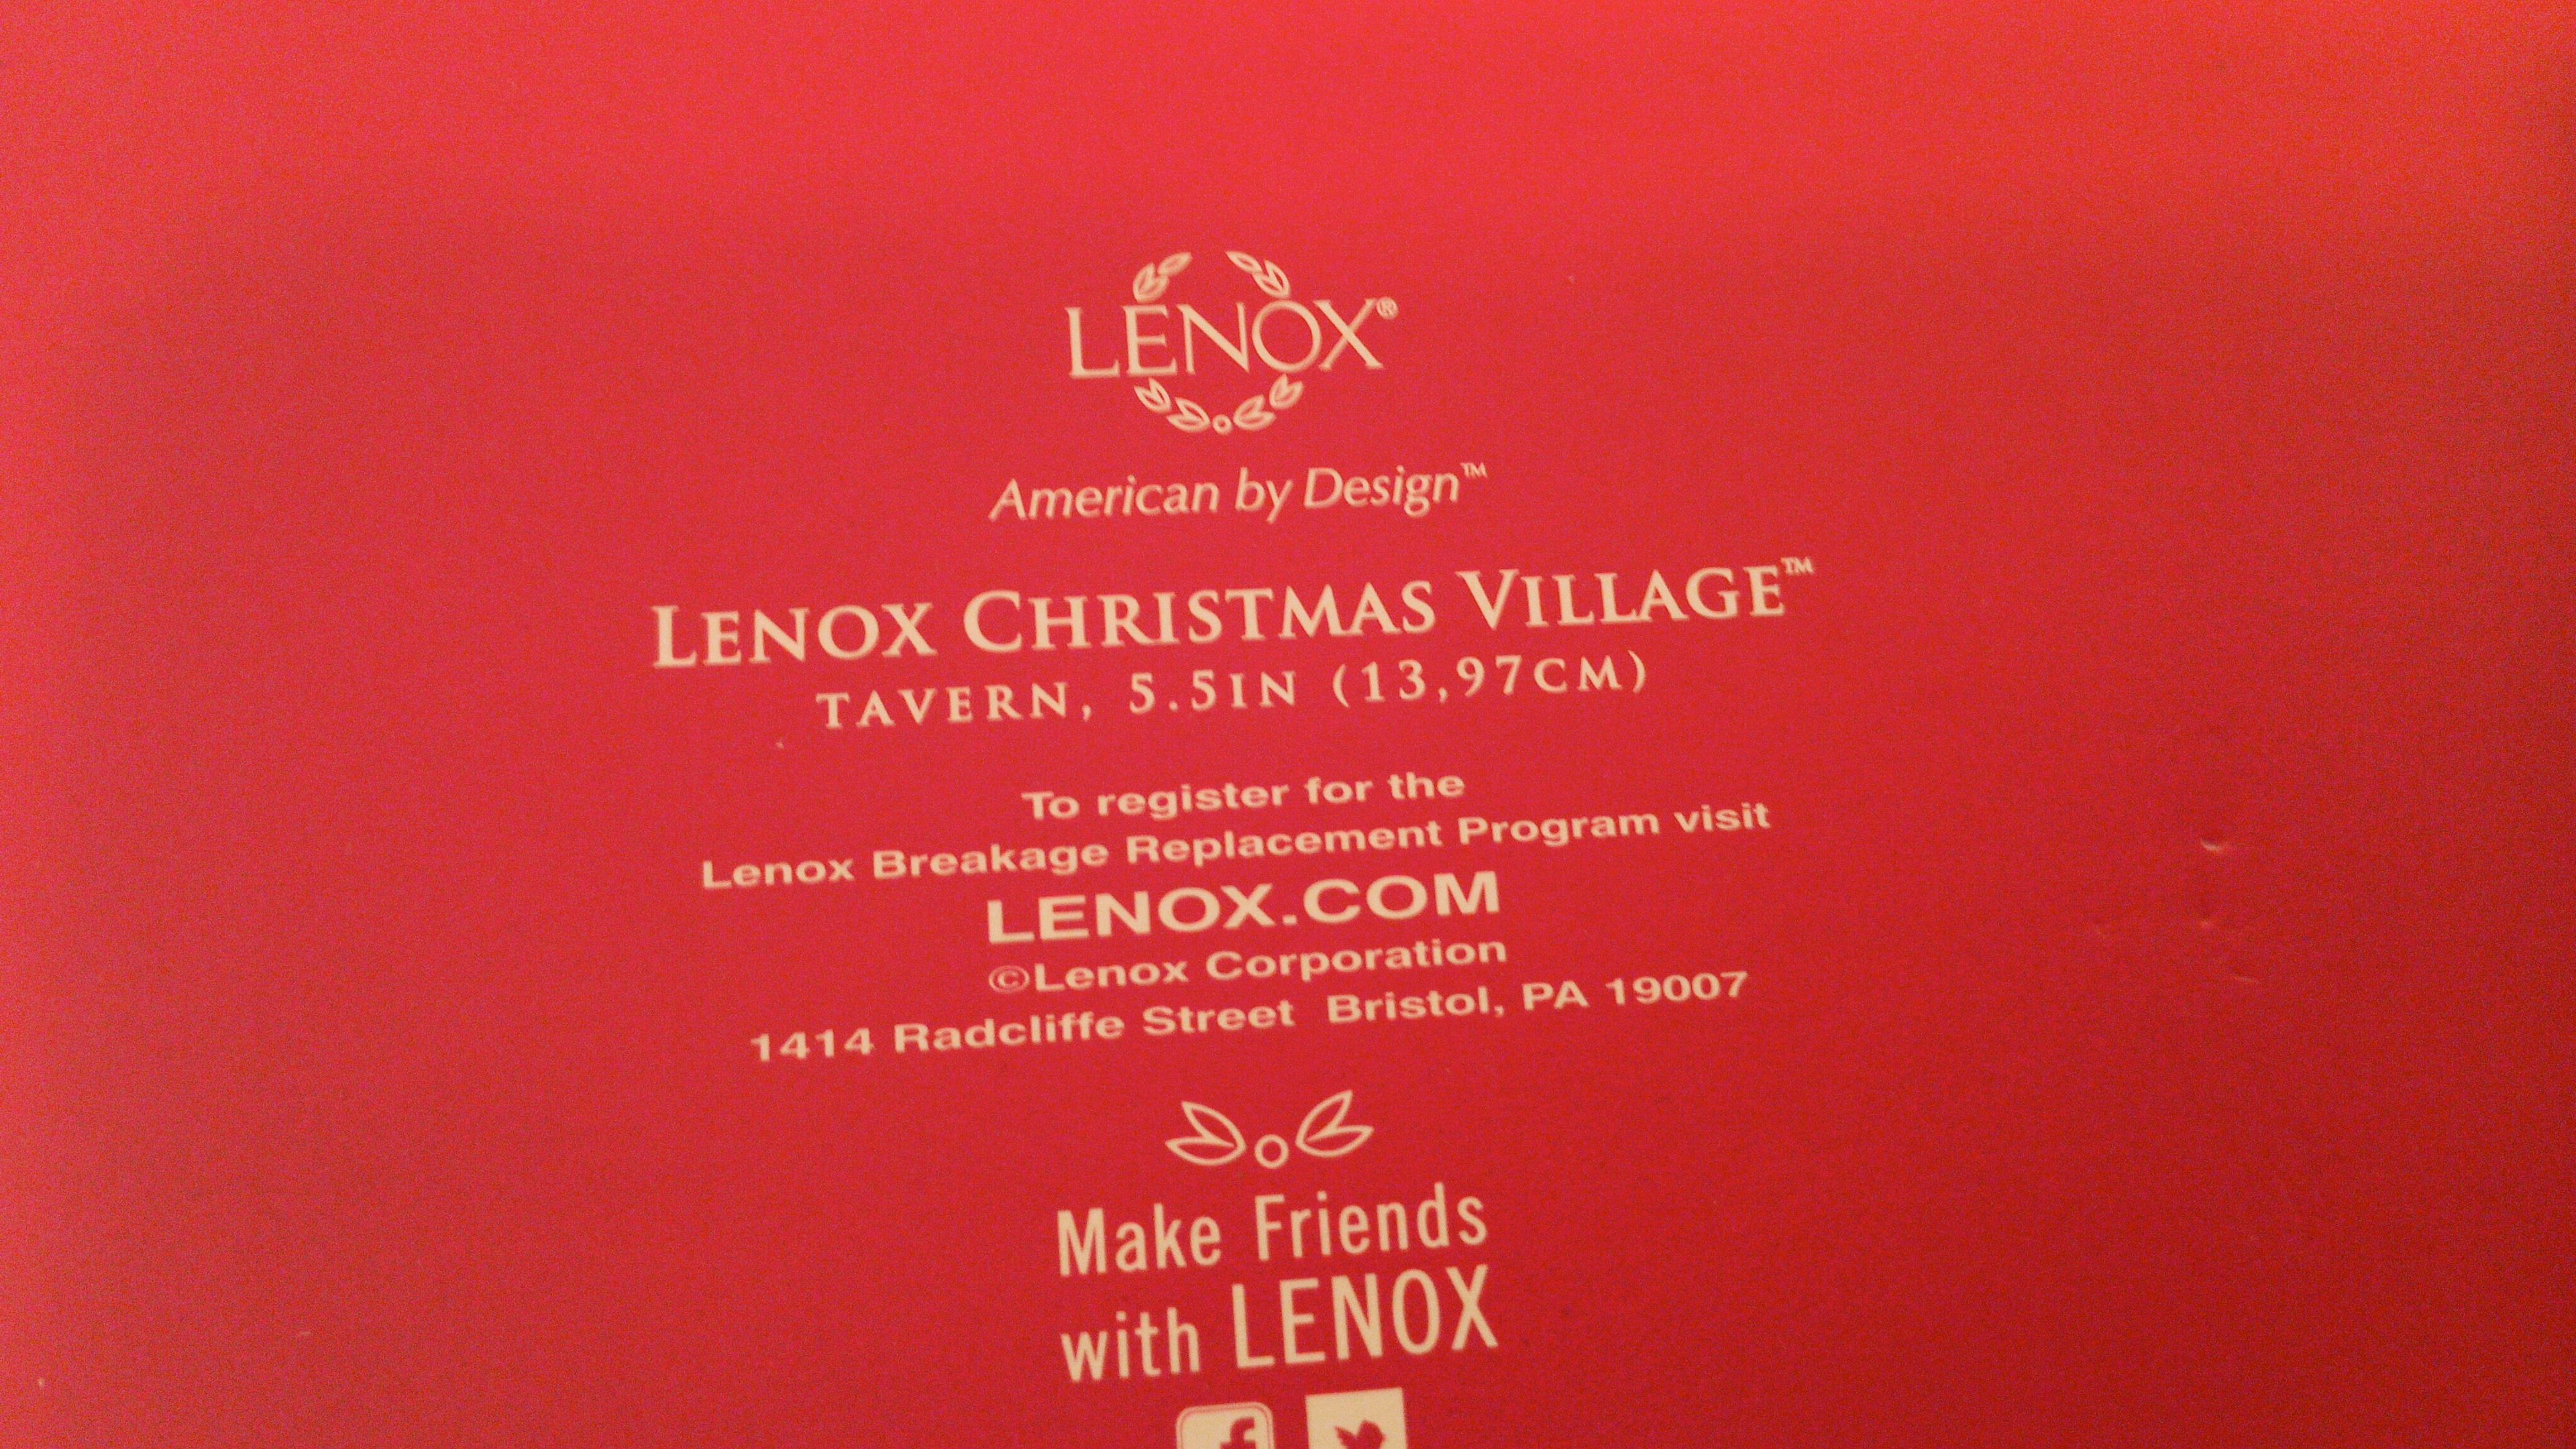 LENOX®
American by Design™
LENOX CHRISTMAS VILLAGE™
TAVERN, 5.5IN (13,97CM)
To register for the
Lenox Breakage Replacement Program visit
LENOX.COM
©Lenox Corporation
1414 Radcliffe Street Bristol, PA 19007
Make Friends
with LENOX
f